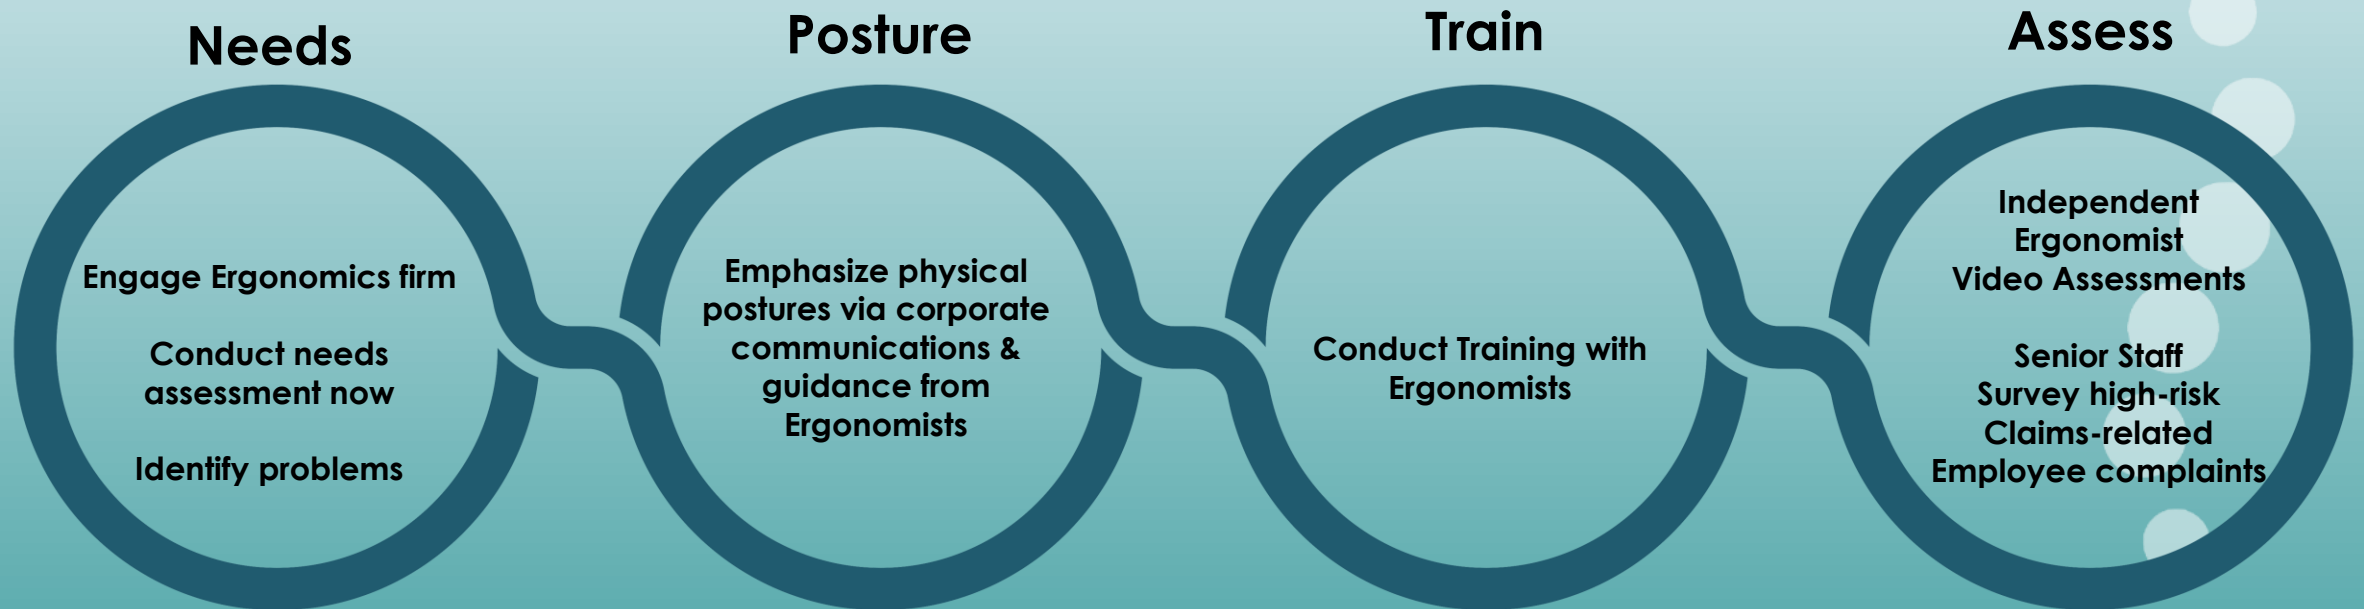 Needs
Engage Ergonomics firm
Conduct needs
assessment now
Identify problems
Posture
Emphasize physical
postures via corporate
communications &
guidance from
Ergonomists
Train
Conduct Training with
Ergonomists
Assess
Independent
Ergonomist
Video Assessments
Senior Staff
Survey high-risk
Claims-related
Employee complaints